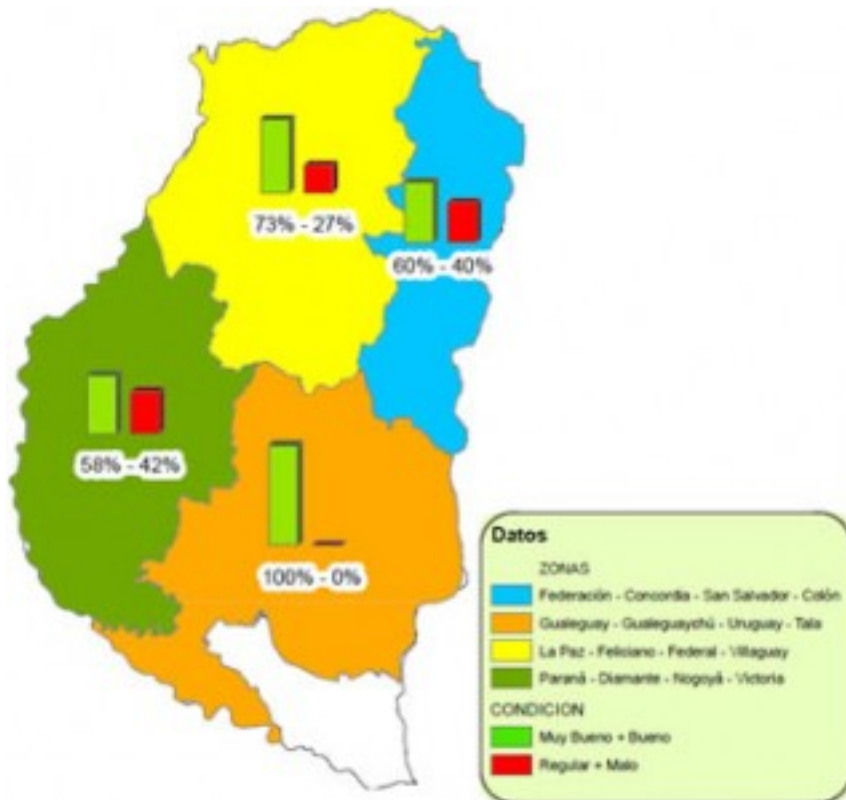 73% - 27%
60% - 40%
58% - 42%
100% - 0%
Datos
ZONAS
Federación - Concordia - San Salvador - Colón
Gualeguay - Gualeguaychú - Uruguay - Tala
La Paz - Feliciano - Federal - Villaguay
Paraná - Diamante - Nogoyá - Victoria
CONDICION
Muy Bueno + Bueno
Regular + Malo